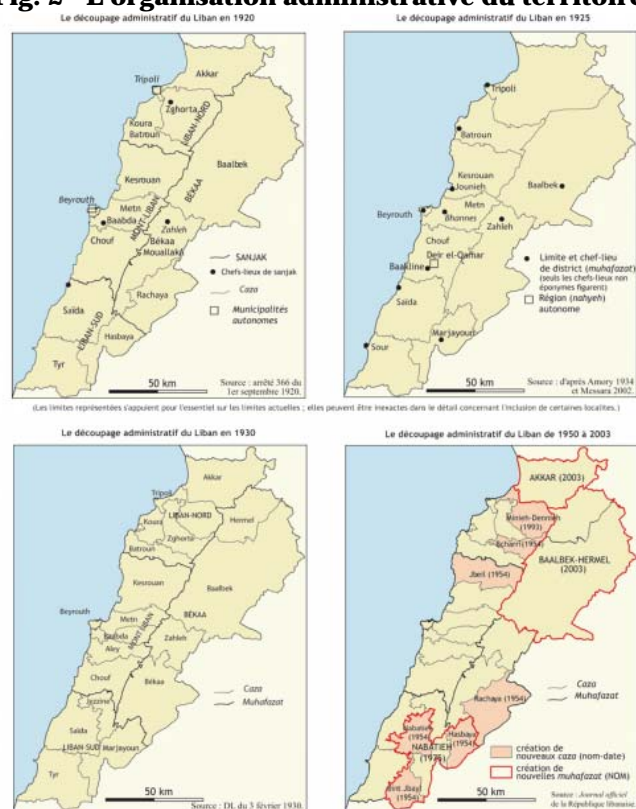 Fig. 2 - L'organisation administrative du territoire
Le découpage administratif du Liban en 1920
Tripoli
Akkar
Zghorta
Koura
Batroun
LIBAN-NORD
Kesrouan
Baalbek
BÉKAA
Beyrouth
Metn
MONT-LIBAN
Baabda
Zahleh
Chouf
Békaa
Mouallaka
Saïda
Rachaya
LIBAN-SUD
Hasbaya
Tyr
SANJAK
Chefs-lieux de sanjak
Caza
Municipalités
autonomes
50 km
Source : arrêté 366 du
1er septembre 1920.
Le découpage administratif du Liban en 1925
Tripoli
Batroun
Kesrouan
Jounieh
Baalbek
Metn
Beyrouth
Bhannes
Zahleh
Chouf
Deir el-Qamar
Baakline
Saïda
Marjayoun
Sour
Limite et chef-lieu
de district (muhafazat)
(seuls les chefs-lieux non
éponymes figurent)
Région (nahyeh)
autonome
50 km
Source : d'après Amory 1934
et Messara 2002.
(Les limites représentées s'appuient pour l'essentiel sur les limites actuelles ; elles peuvent être inexactes dans le détail concernant l'inclusion de certaines localites.)
Le découpage administratif du Liban en 1930
Akkar
Tripoli
LIBAN-NORD
Koura
Hermel
Zghorta
Batroun
Kesrouan
Baalbek
Beyrouth
Metn
BÉKAA
MONT-LIBAN
Baabda
Zahleh
Aley
Chouf
Békaa
Jezzine
Saïda
LIBAN-SUD
Marjayoun
Tyr
Caza
Muhafazat
50 km
Source : DL du 3 février 1930.
Le découpage administratif du Liban de 1950 à 2003
AKKAR (2003)
Minieh-Dennieh
(1993)
Bcharri(1954)
BAALBEK-HERMEL
(2003)
Jbeil (1954)
Rachaya (1954)
Nabatieh
(1954)
Hasbaya
(1954)
NABATIEH
(1975)
Bint Jbayl
(1954)
Caza
Muhafazat
création de
nouveaux caza (nom-date)
création de
nouvelles muhafazat (NOM)
50 km
Source : Journal officiel
de la République libanaise